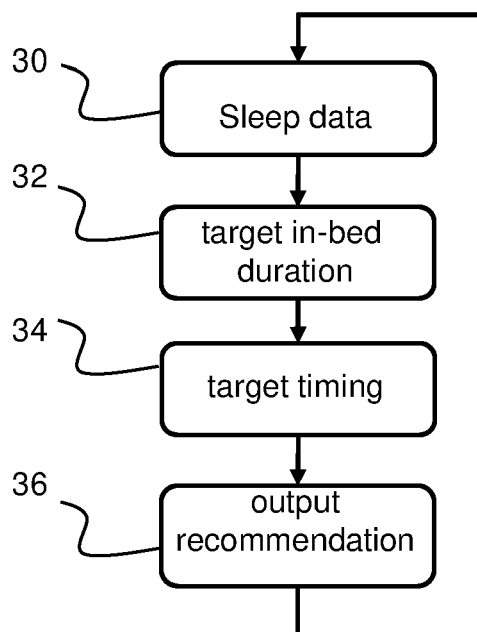 30
Sleep data
32
target in-bed
duration
34
target timing
36
output
recommendation